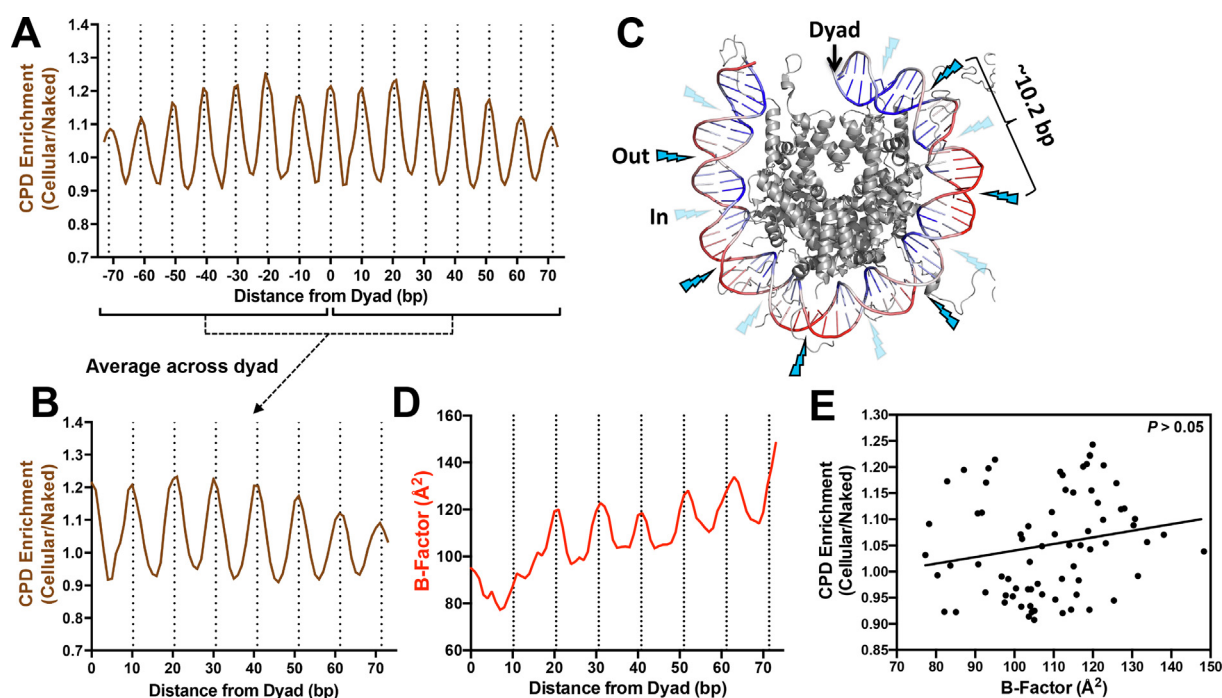 A
CPD Enrichment
(Cellular/Naked)
1.4
1.3
1.2
1.1
1.0
0.9
0.8
0.7
-70 -60 -50 -40 -30 -20 -10 0 10 20 30 40 50 60 70
Distance from Dyad (bp)
Average across dyad
B
CPD Enrichment
(Cellular/Naked)
1.4
1.3
1.2
1.1
1.0
0.9
0.8
0.7
0 10 20 30 40 50 60 70
Distance from Dyad (bp)
C
Dyad
~10.2 bp
Out
In
D
B-Factor (Å²)
160
140
120
100
80
60
0 10 20 30 40 50 60 70
Distance from Dyad (bp)
E
P > 0.05
CPD Enrichment
(Cellular/Naked)
1.30
1.25
1.20
1.15
1.10
1.05
1.00
0.95
0.90
0.85
70 80 90 100 110 120 130 140 150
B-Factor (Å²)